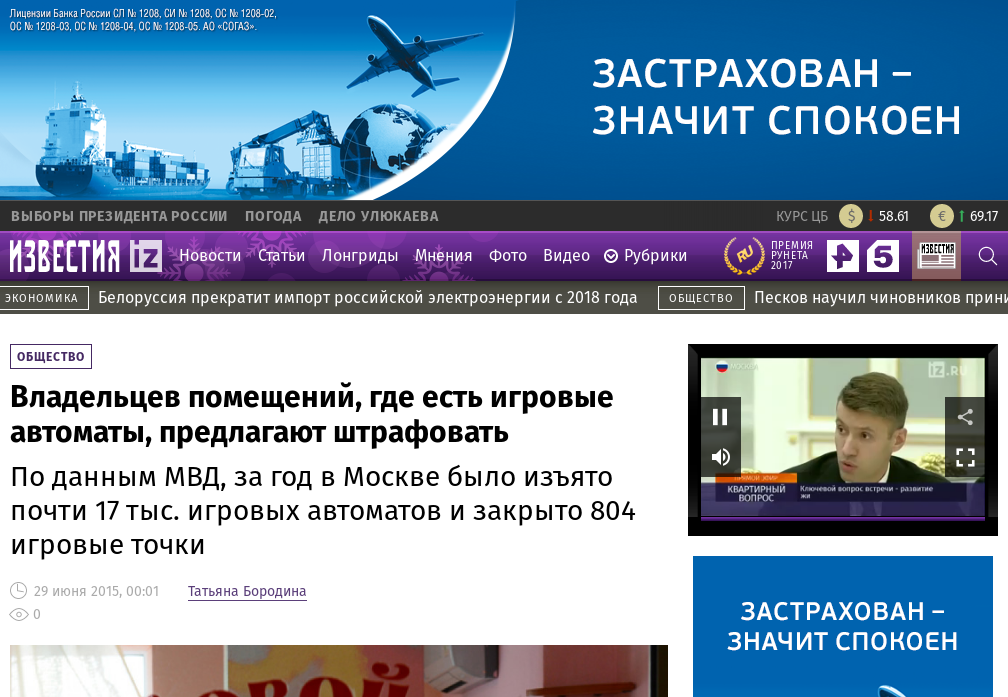 Лицензии Банка России СЛ № 1208, СИ № 1208, ОС № 1208-02,
ОС № 1208-03, ОС № 1208-04, ОС № 1208-05. АО «СОГАЗ».
ЗАСТРАХОВАН –
ЗНАЧИТ СПОКОЕН
ВЫБОРЫ ПРЕЗИДЕНТА РОССИИ ПОГОДА ДЕЛО УЛЮКАЕВА КУРС ЦБ $ 58.61 € 69.17
ИЗВЕСТИЯ iz Новости Статьи Лонгриды Мнения Фото Видео Рубрики
RU ПРЕМИЯ
РУНЕТА
2017
5
ИЗВЕСТИЯ
ЭКОНОМИКА Белоруссия прекратит импорт российской электроэнергии с 2018 года ОБЩЕСТВО Песков научил чиновников
ОБЩЕСТВО
Владельцев помещений, где есть игровые
автоматы, предлагают штрафовать
По данным МВД, за год в Москве было изъято
почти 17 тыс. игровых автоматов и закрыто 804
игровые точки
29 июня 2015, 00:01 Татьяна Бородина
0
МОСКВА
iz.RU
ПРЯМОЙ ЭФИР
КВАРТИРНЫЙ
ВОПРОС
Ключевой вопрос встречи - развитие
жи
ЗАСТРАХОВАН –
ЗНАЧИТ СПОКОЕН